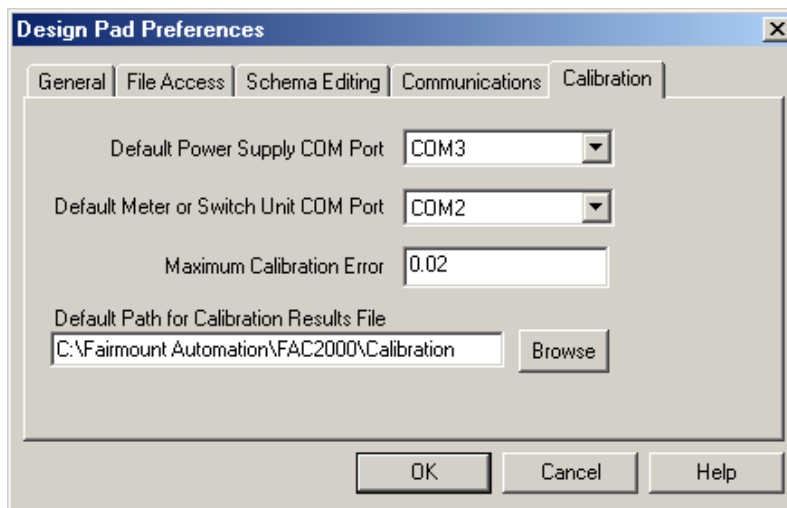 Design Pad Preferences
General File Access Schema Editing Communications Calibration
Default Power Supply COM Port COM3
Default Meter or Switch Unit COM Port COM2
Maximum Calibration Error 0.02
Default Path for Calibration Results File
C:\Fairmount Automation\FAC2000\Calibration Browse
OK Cancel Help